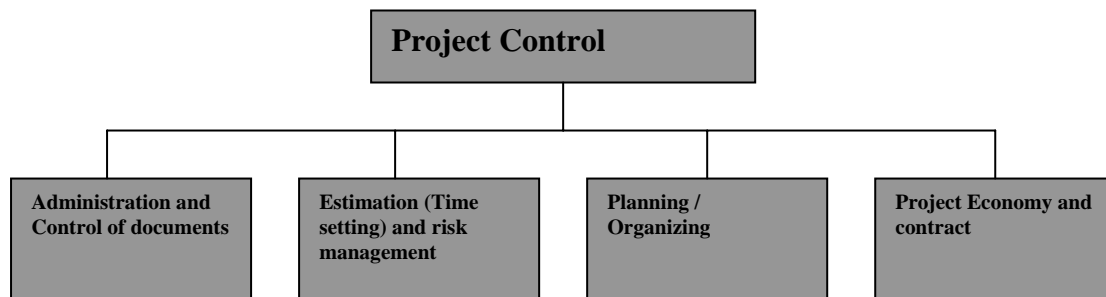 Project Control
Administration and
Control of documents
Estimation (Time
setting) and risk
management
Planning /
Organizing
Project Economy and
contract